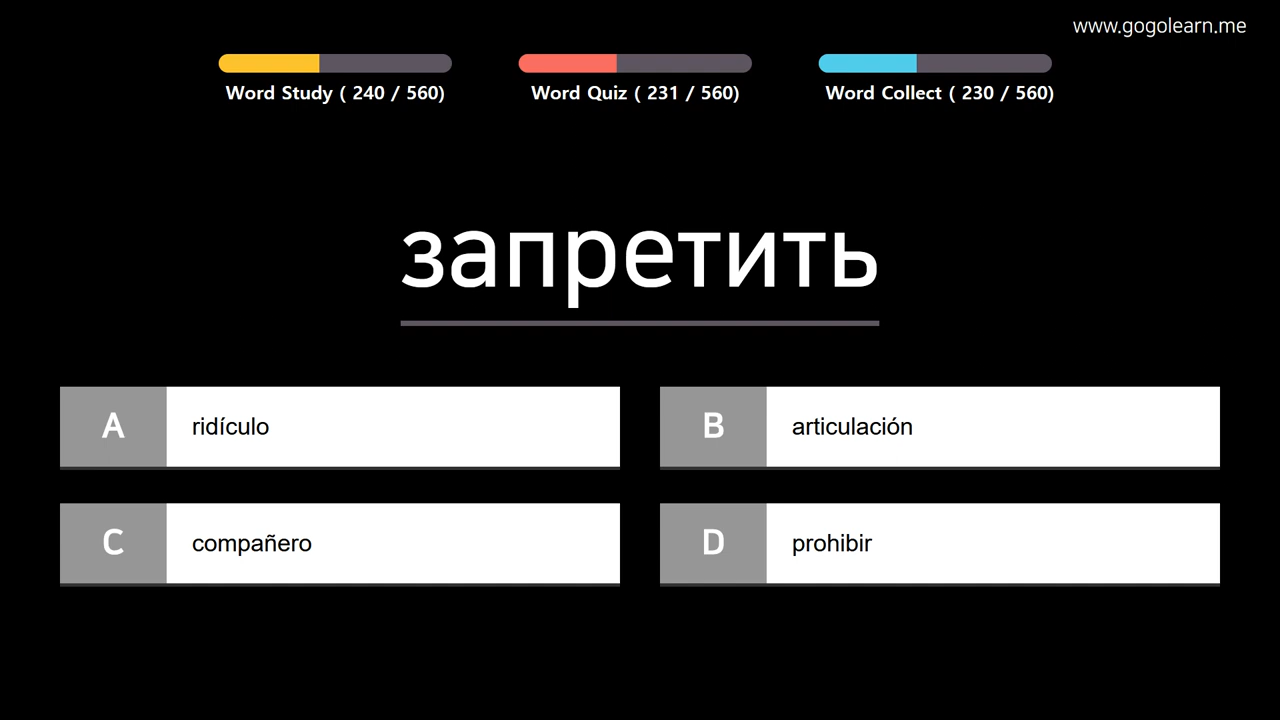 www.gogolearn.me
Word Study ( 240 / 560)
Word Quiz ( 231 / 560)
Word Collect ( 230 / 560)
запретить
A ridículo
B articulación
C compañero
D prohibir